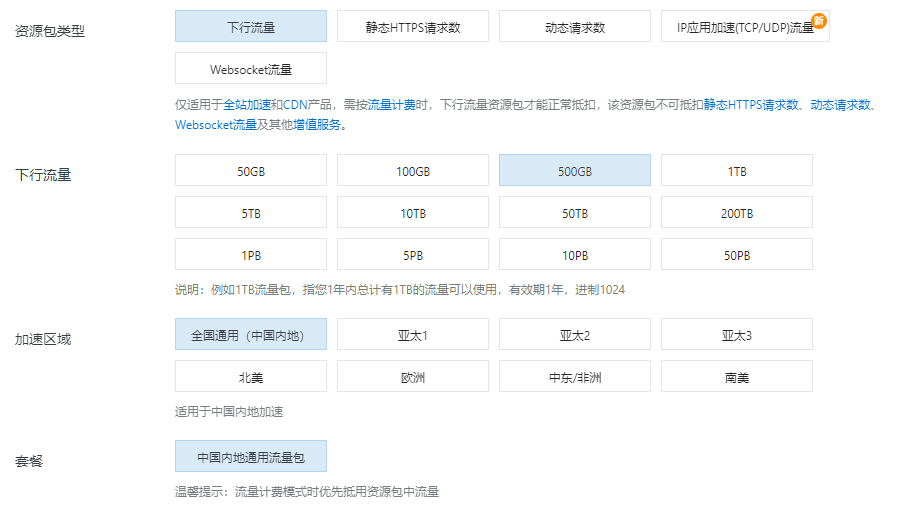 资源包类型
下行流量
静态HTTPS请求数
动态请求数
IP应用加速(TCP/UDP)流量
新
Websocket流量
仅适用于全站加速和CDN产品，需按流量计费时，下行流量资源包才能正常抵扣，该资源包不可抵扣静态HTTPS请求数、动态请求数、
Websocket流量及其他增值服务。
下行流量
50GB
100GB
500GB
1TB
5TB
10TB
50TB
200TB
1PB
5PB
10PB
50PB
说明：例如1TB流量包，指您1年内总计有1TB的流量可以使用，有效期1年，进制1024
加速区域
全国通用（中国内地）
亚太1
亚太2
亚太3
北美
欧洲
中东/非洲
南美
适用于中国内地加速
套餐
中国内地通用流量包
温馨提示：流量计费模式时优先抵用资源包中流量